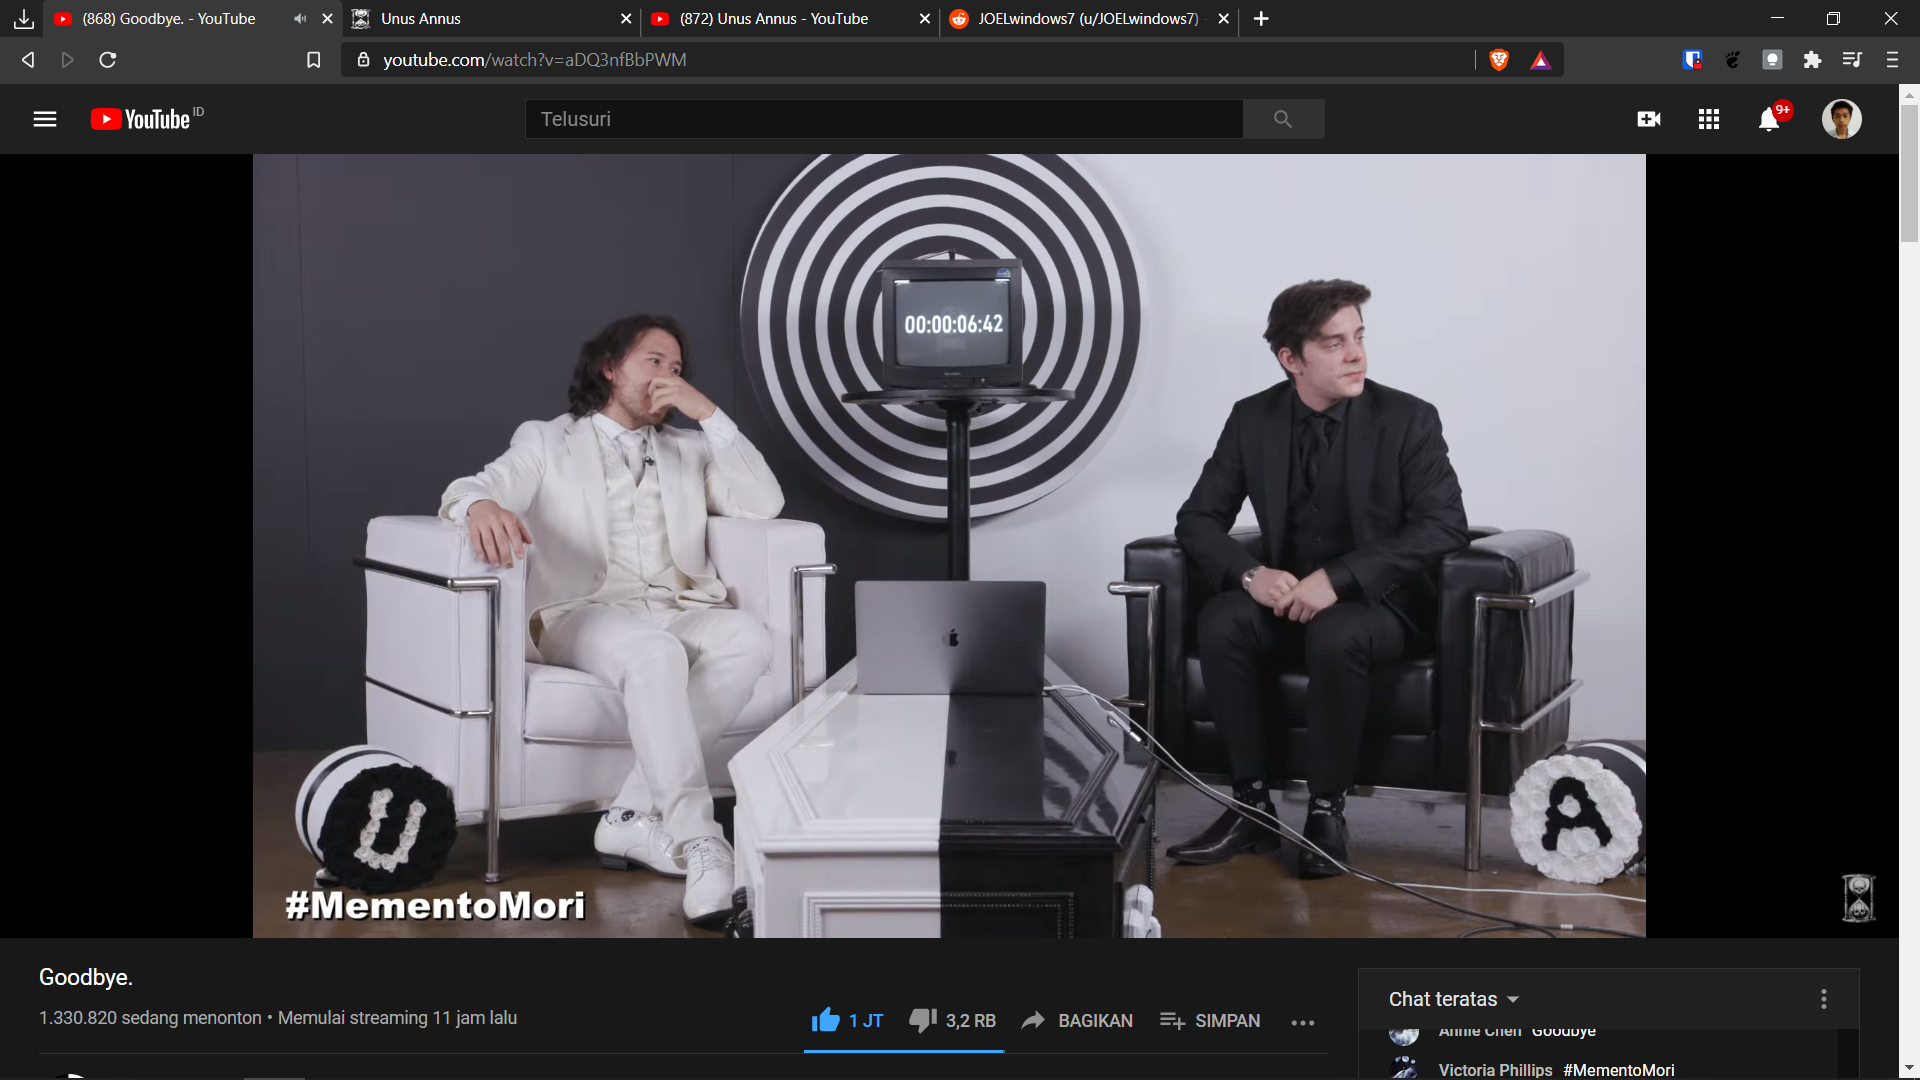 (868) Goodbye. - YouTube
Unus Annus
(872) Unus Annus - YouTube
JOELwindows7 (u/JOELwindows7)
youtube.com/watch?v=aDQ3nfBbPWM
YouTube ID
Telusuri
9+
00:00:06:42
U
A
#MementoMori
Goodbye.
1.330.820 sedang menonton • Memulai streaming 11 jam lalu
1 JT
3,2 RB
BAGIKAN
SIMPAN
Chat teratas
Annie Chen Goodbye
Victoria Phillips #MementoMori